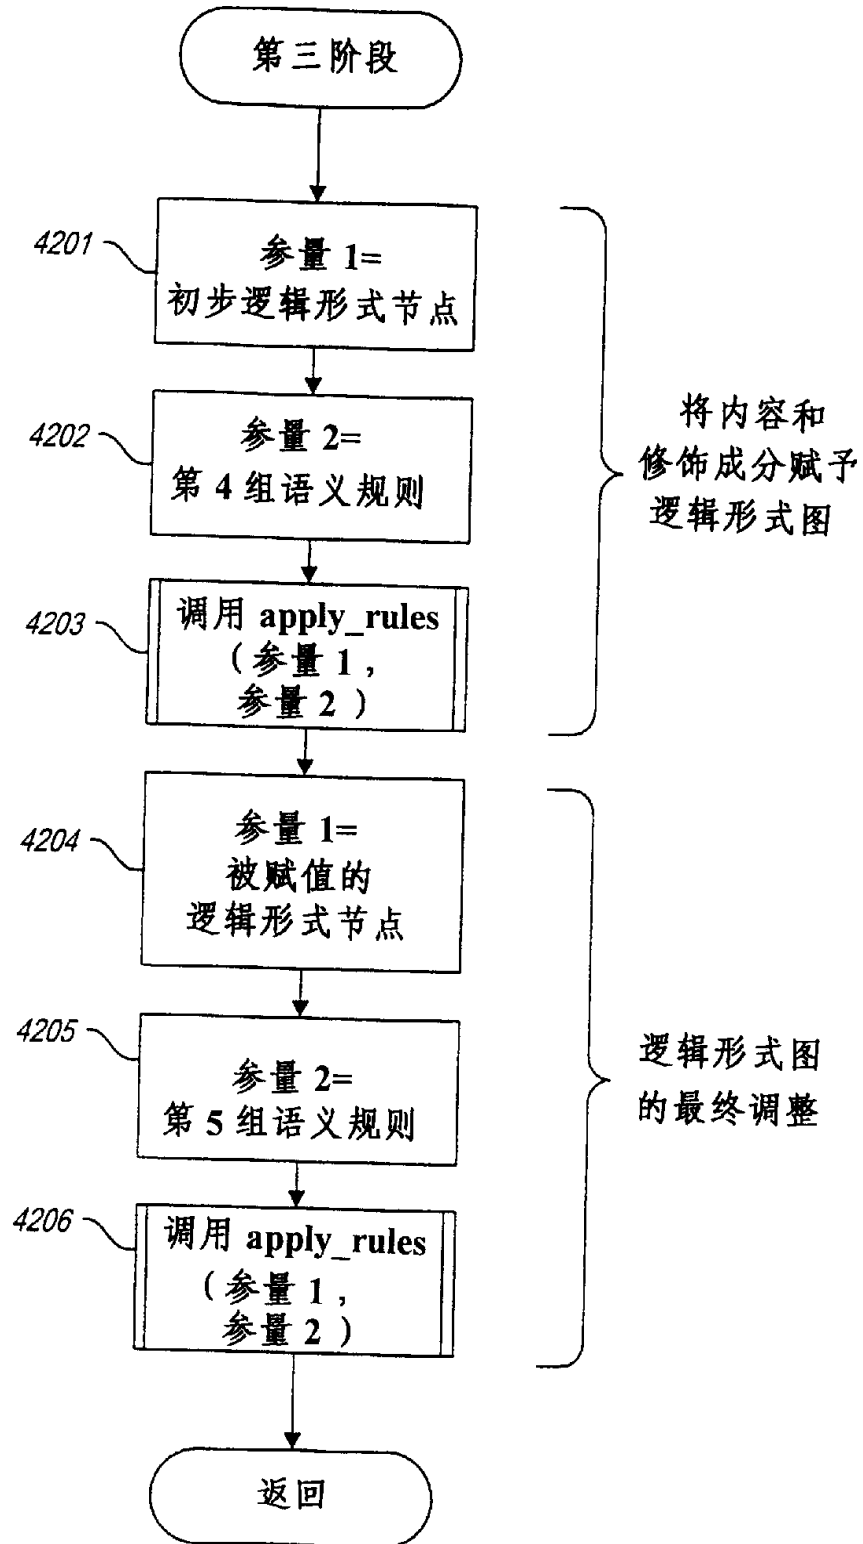 第三阶段
4201
参量 1=
初步逻辑形式节点
4202
参量 2=
第 4 组语义规则
4203
调用 apply_rules
（参量 1，
参量 2）
将内容和
修饰成分赋予
逻辑形式图
4204
参量 1=
被赋值的
逻辑形式节点
4205
参量 2=
第 5 组语义规则
4206
调用 apply_rules
（参量 1，
参量 2）
逻辑形式图
的最终调整
返回